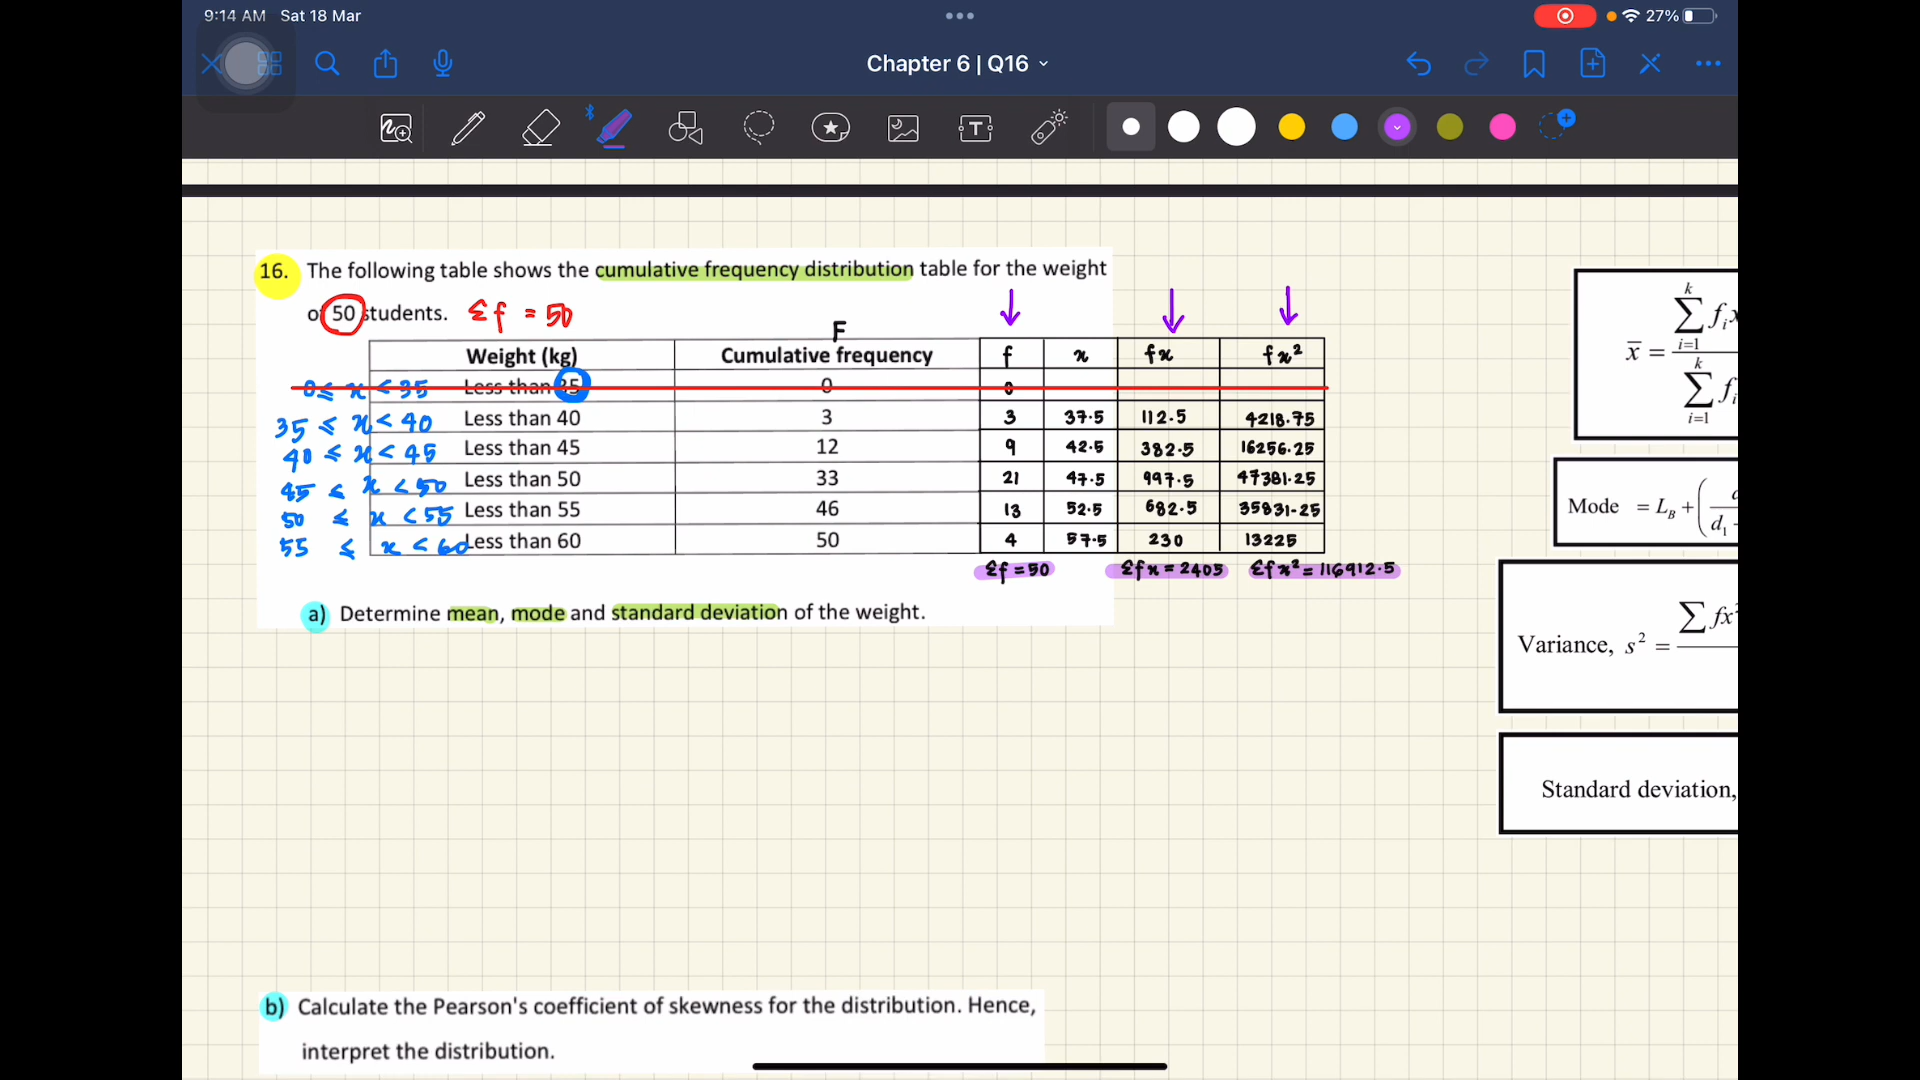 9:14 AM Sat 18 Mar
27%
Chapter 6 | Q16
16. The following table shows the cumulative frequency distribution table for the weight
of 50 students. Σf = 50
F
Weight (kg) Cumulative frequency f x fx fx²
0 ≤ x < 35 Less than 35 0 0
35 ≤ x < 40 Less than 40 3 3 37.5 112.5 4218.75
40 ≤ x < 45 Less than 45 12 9 42.5 382.5 16256.25
45 ≤ x < 50 Less than 50 33 21 47.5 997.5 47381.25
50 ≤ x < 55 Less than 55 46 13 52.5 682.5 35831.25
55 ≤ x < 60 Less than 60 50 4 57.5 230 13225
Σf = 50 Σfx = 2405 Σfx² = 116912.5
a) Determine mean, mode and standard deviation of the weight.
b) Calculate the Pearson's coefficient of skewness for the distribution. Hence,
interpret the distribution.
x̄ = k ∑ i=1 f_i x k ∑ i=1 f_i
Mode = L_B + ( d₁
Variance, s² = ∑ fx²
Standard deviation,